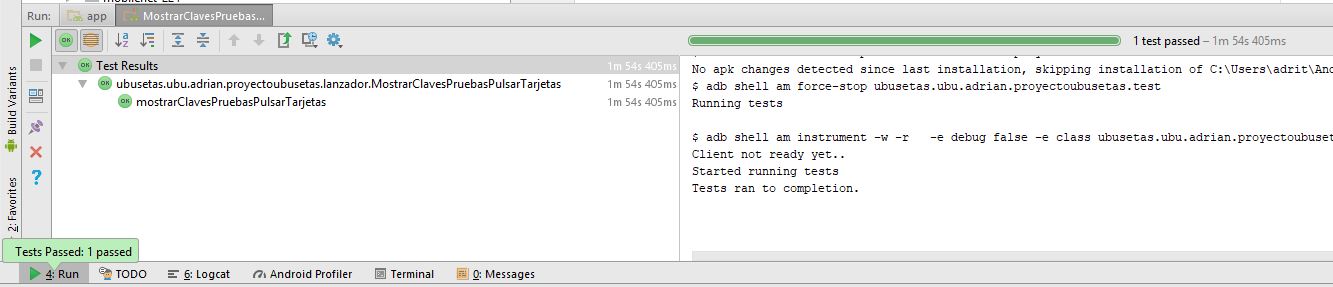 Run:
app
MostrarClavesPruebas...
1 test passed – 1m 54s 405ms
Test Results 1m 54s 405ms
ubusetas.ubu.adrian.proyectoubusetas.lanzador.MostrarClavesPruebasPulsarTarjetas 1m 54s 405ms
mostrarClavesPruebasPulsarTarjetas 1m 54s 405ms
No apk changes detected since last installation, skipping installation of C:\Users\adrit\And
$ adb shell am force-stop ubusetas.ubu.adrian.proyectoubusetas.test
Running tests
$ adb shell am instrument -w -r   -e debug false -e class ubusetas.ubu.adrian.proyectoubuset
Client not ready yet..
Started running tests
Tests ran to completion.
Build Variants
2: Favorites
Tests Passed: 1 passed
4: Run
TODO
6: Logcat
Android Profiler
Terminal
0: Messages